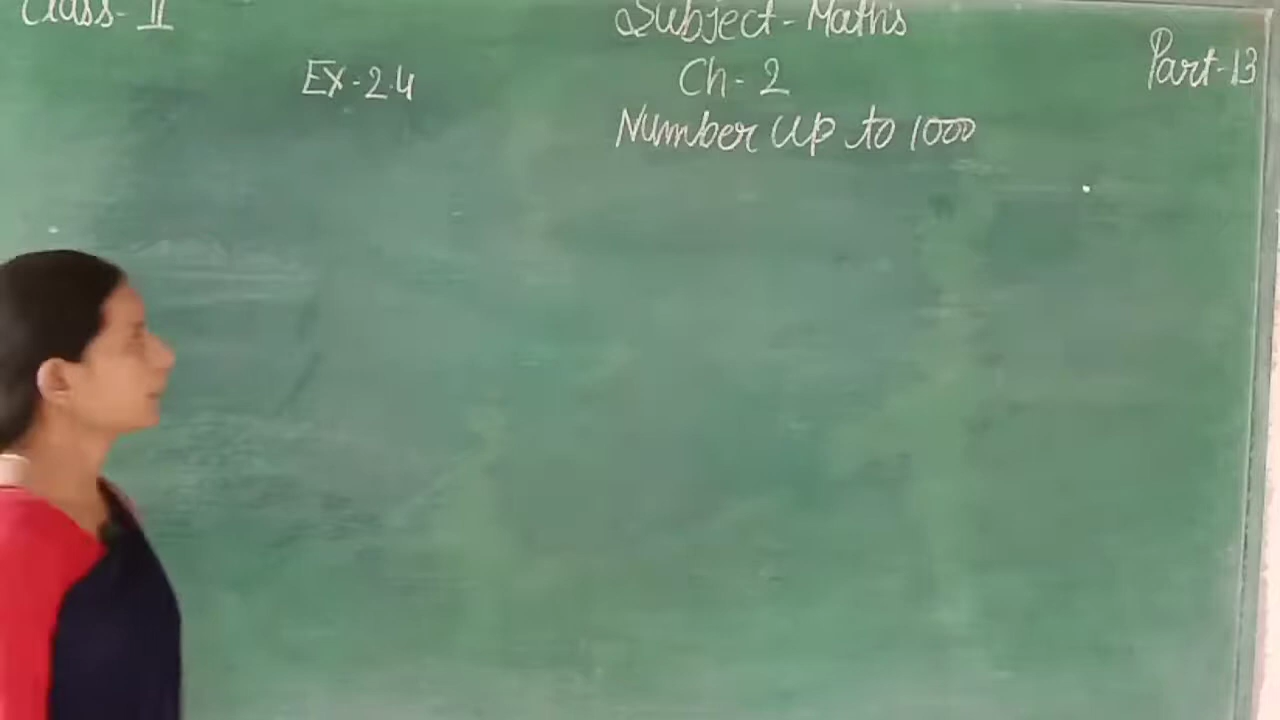 Class- II
Subject- Maths
Part-13
Ex-2.4
Ch- 2
Number up to 1000